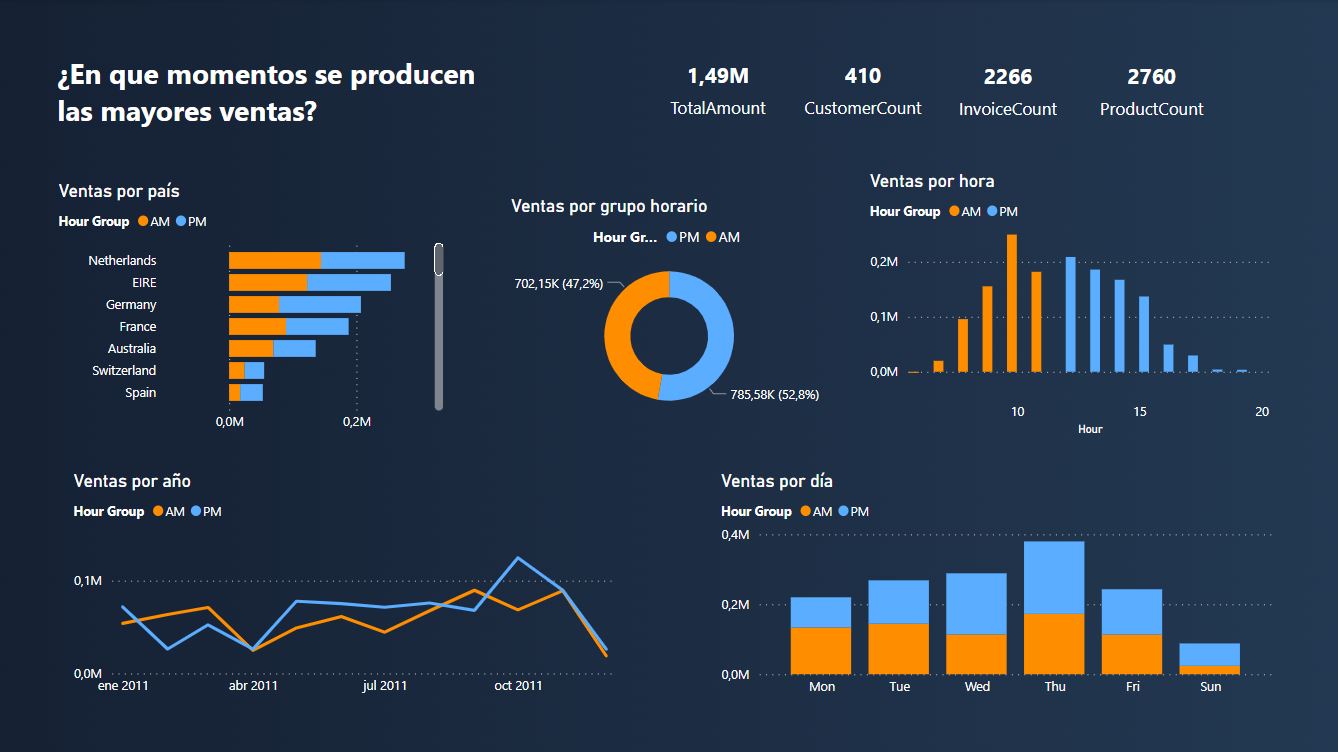 ¿En que momentos se producen
las mayores ventas?
1,49M
TotalAmount
410
CustomerCount
2266
InvoiceCount
2760
ProductCount
Ventas por país
Hour Group AM PM
Netherlands
EIRE
Germany
France
Australia
Switzerland
Spain
0,0M 0,2M
Ventas por grupo horario
Hour Gr... PM AM
702,15K (47,2%)
785,58K (52,8%)
Ventas por hora
Hour Group AM PM
0,2M
0,1M
0,0M
10 15 20
Hour
Ventas por año
Hour Group AM PM
0,1M
0,0M
ene 2011 abr 2011 jul 2011 oct 2011
Ventas por día
Hour Group AM PM
0,4M
0,2M
0,0M
Mon Tue Wed Thu Fri Sun